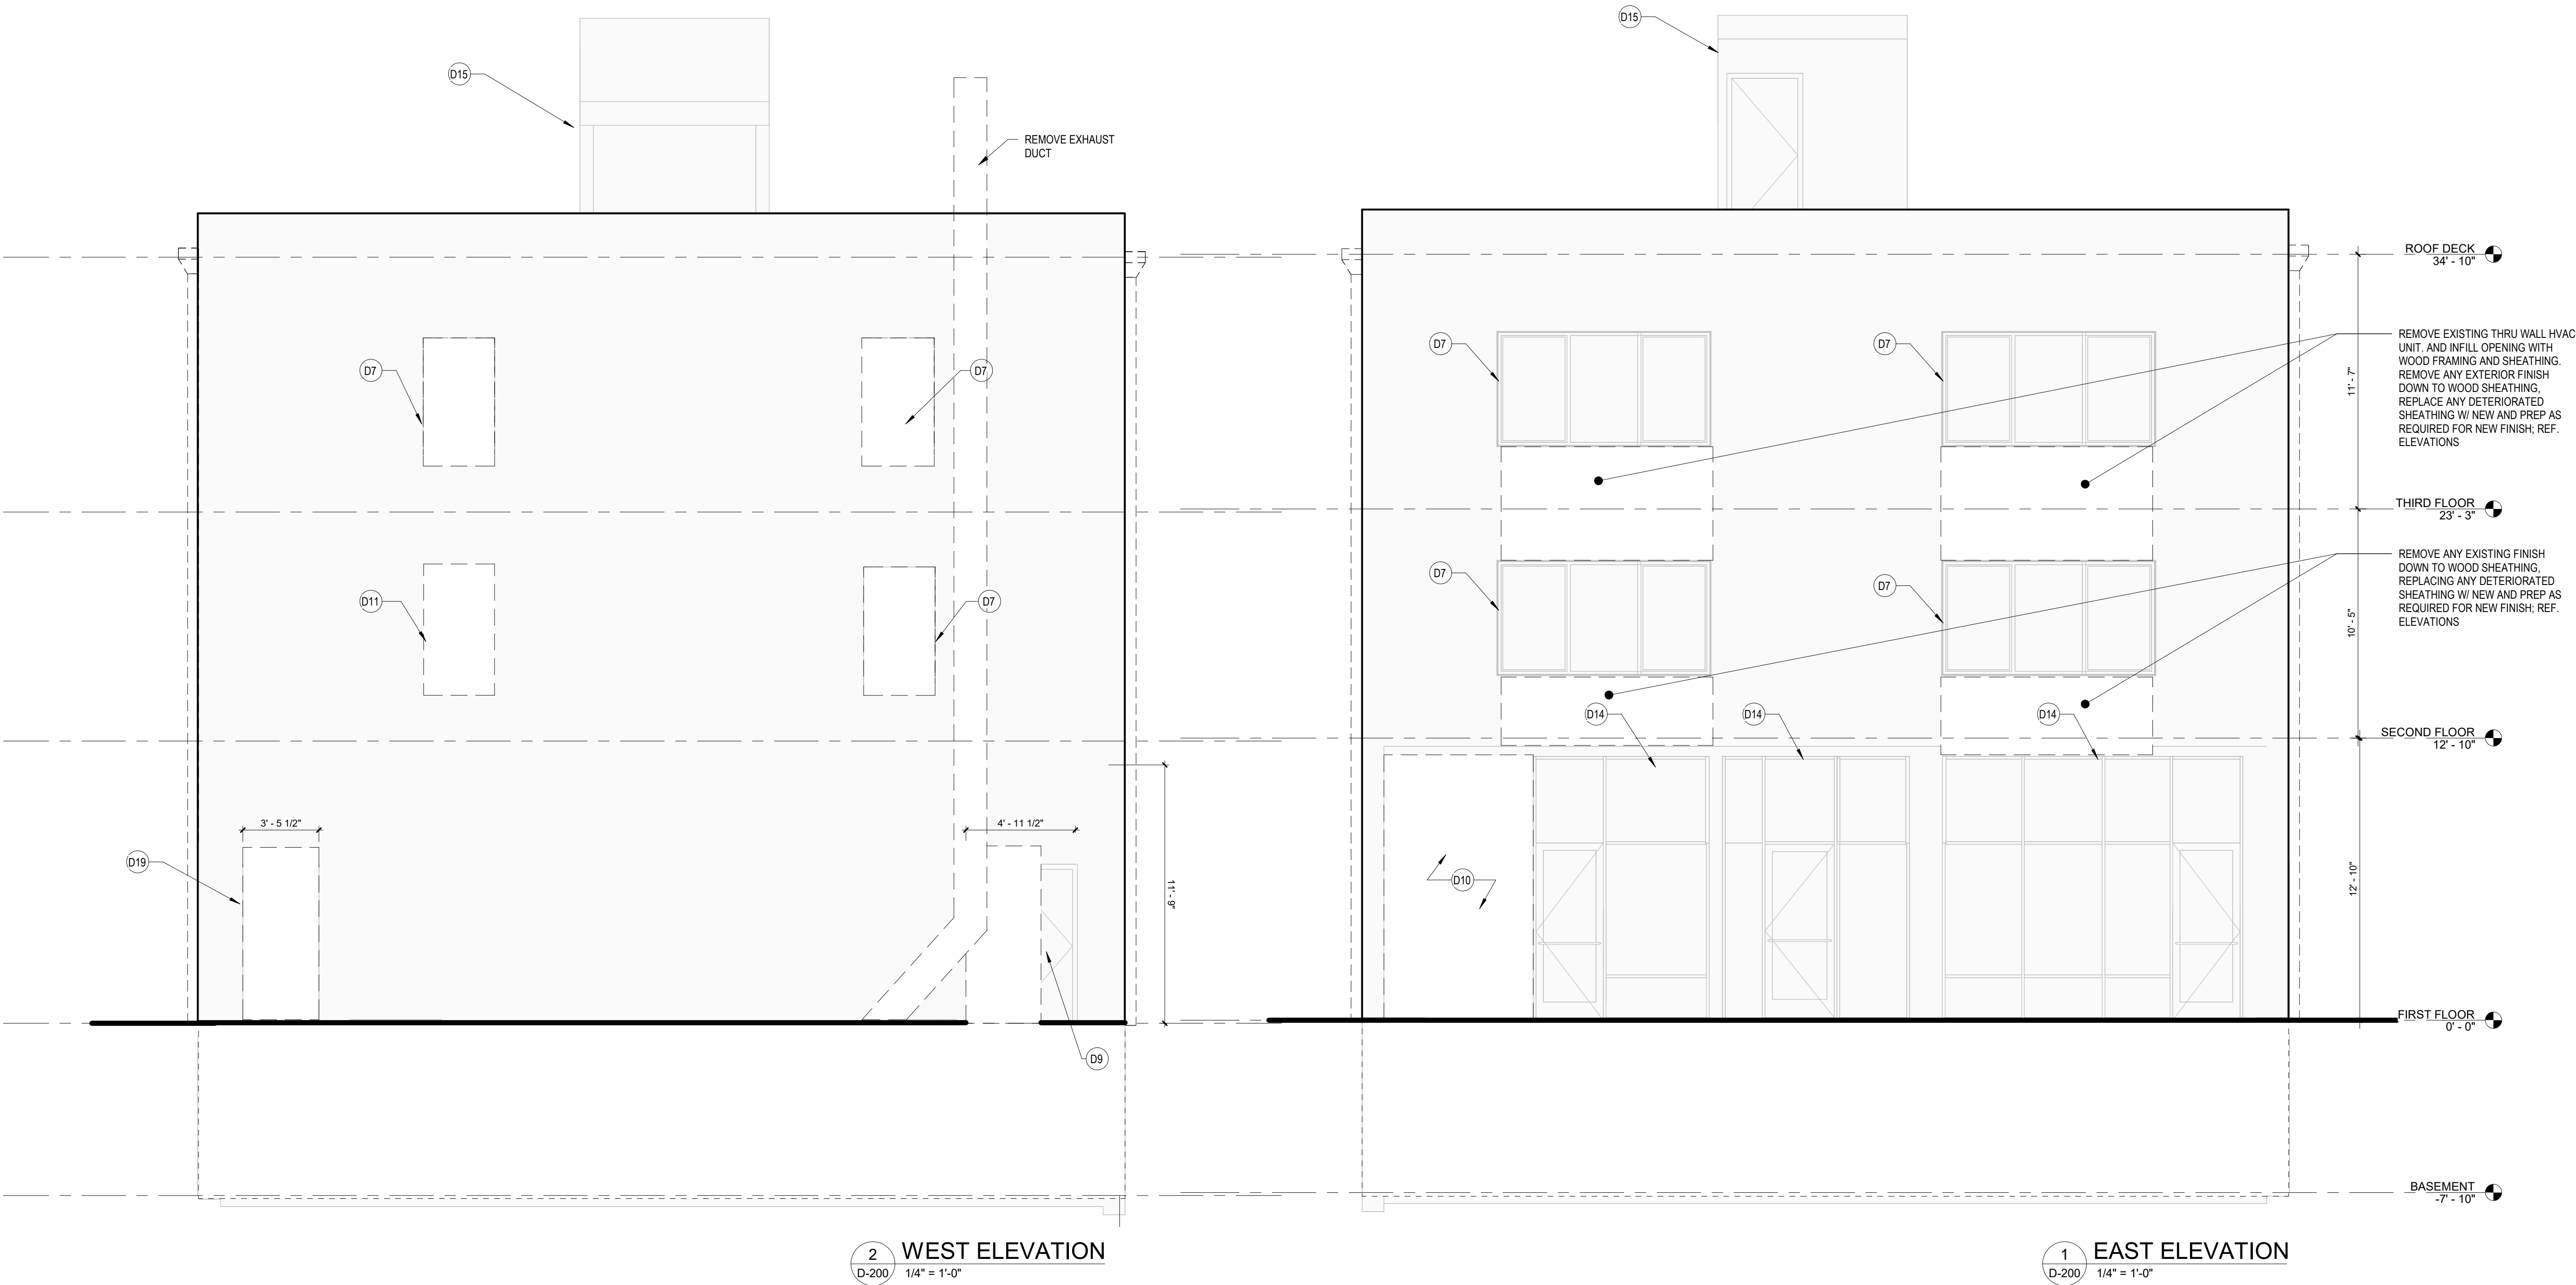 D15
REMOVE EXHAUST
DUCT
D7
D7
D11
D7
3' - 5 1/2"
4' - 11 1/2"
D19
11' - 9"
D9
2
D-200
WEST ELEVATION
1/4" = 1'-0"
D15
D7
D7
D7
D7
D14
D14
D14
D10
ROOF DECK
34' - 10"
11' - 7"
REMOVE EXISTING THRU WALL HVAC
UNIT. AND INFILL OPENING WITH
WOOD FRAMING AND SHEATHING.
REMOVE ANY EXTERIOR FINISH
DOWN TO WOOD SHEATHING,
REPLACE ANY DETERIORATED
SHEATHING W/ NEW AND PREP AS
REQUIRED FOR NEW FINISH; REF.
ELEVATIONS
THIRD FLOOR
23' - 3"
10' - 5"
REMOVE ANY EXISTING FINISH
DOWN TO WOOD SHEATHING,
REPLACING ANY DETERIORATED
SHEATHING W/ NEW AND PREP AS
REQUIRED FOR NEW FINISH; REF.
ELEVATIONS
SECOND FLOOR
12' - 10"
12' - 10"
FIRST FLOOR
0' - 0"
BASEMENT
-7' - 10"
1
D-200
EAST ELEVATION
1/4" = 1'-0"